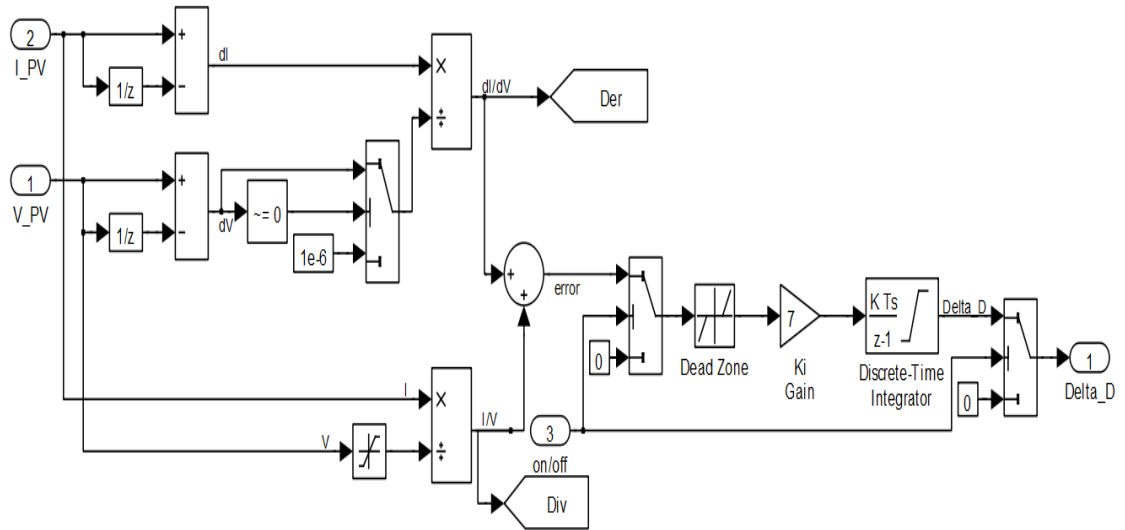 2
I_PV
1/z
+
−
dI
×
÷
dI/dV
Der
1
V_PV
1/z
+
−
dV
~= 0
1e-6
+
+
error
0
Dead Zone
7
Ki
Gain
K Ts
z-1
Discrete-Time
Integrator
Delta_D
0
1
Delta_D
I
V
×
÷
I/V
3
on/off
Div